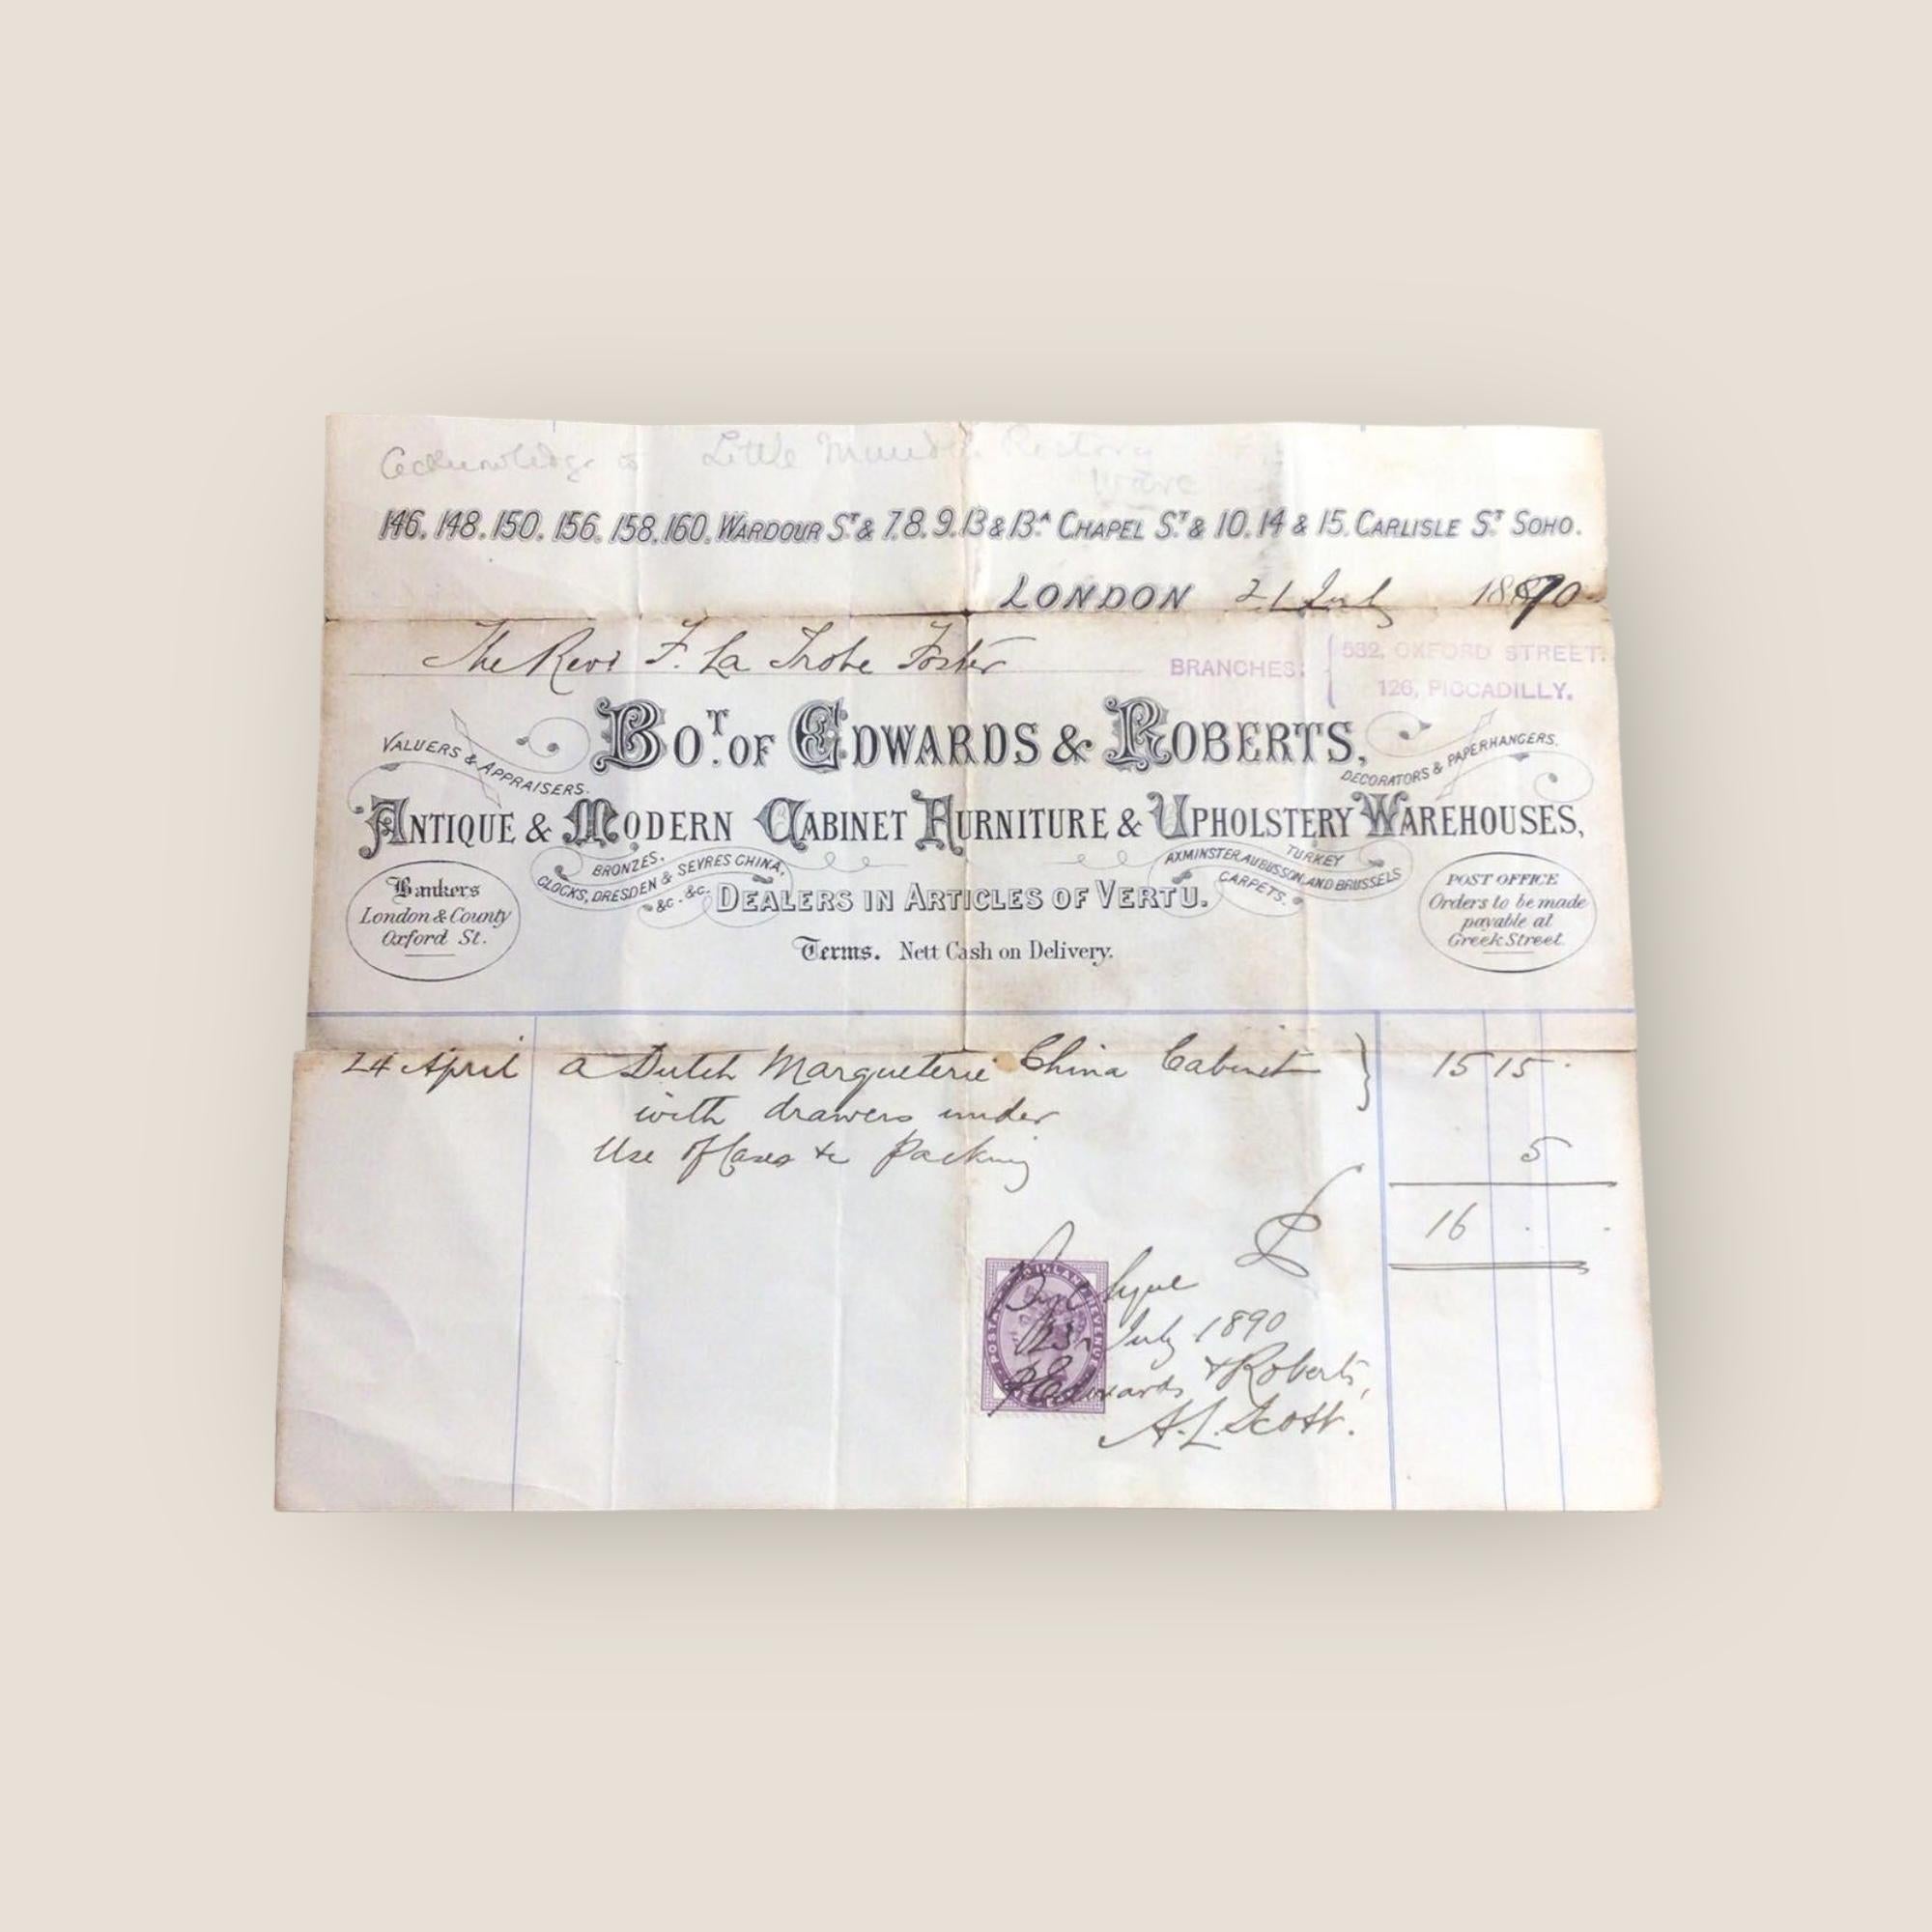 Acknowledge to Little Rectory
146. 148. 150. 156. 158. 160. WARDOUR ST. & 7. 8. 9. 13 & 13A CHAPEL ST. & 10. 14 & 15. CARLISLE ST. SOHO.
LONDON 21 July 1890
The Revd F. La Trobe Foster
BRANCHES: { 532, OXFORD STREET.
126, PICCADILLY.
BOT. OF EDWARDS & ROBERTS,
VALUERS & APPRAISERS.
DECORATORS & PAPERHANGERS.
ANTIQUE & MODERN CABINET FURNITURE & UPHOLSTERY WAREHOUSES,
BRONZES,
CLOCKS, DRESDEN & SEVRES CHINA,
&c. &c.
DEALERS IN ARTICLES OF VERTU.
TURKEY
AXMINSTER, AUBUSSON, AND BRUSSELS
CARPETS.
Bankers
London & County
Oxford St.
POST OFFICE
Orders to be made
payable at
Greek Street.
Terms. Nett Cash on Delivery.
24 April a Dutch Marqueterie China Cabinet } 15 15 .
with drawers under
Use of Cases & Packing 5
£ 16 . .
POSTAGE REVENUE
July 1890
Edwards & Roberts,
A. L. Scott.